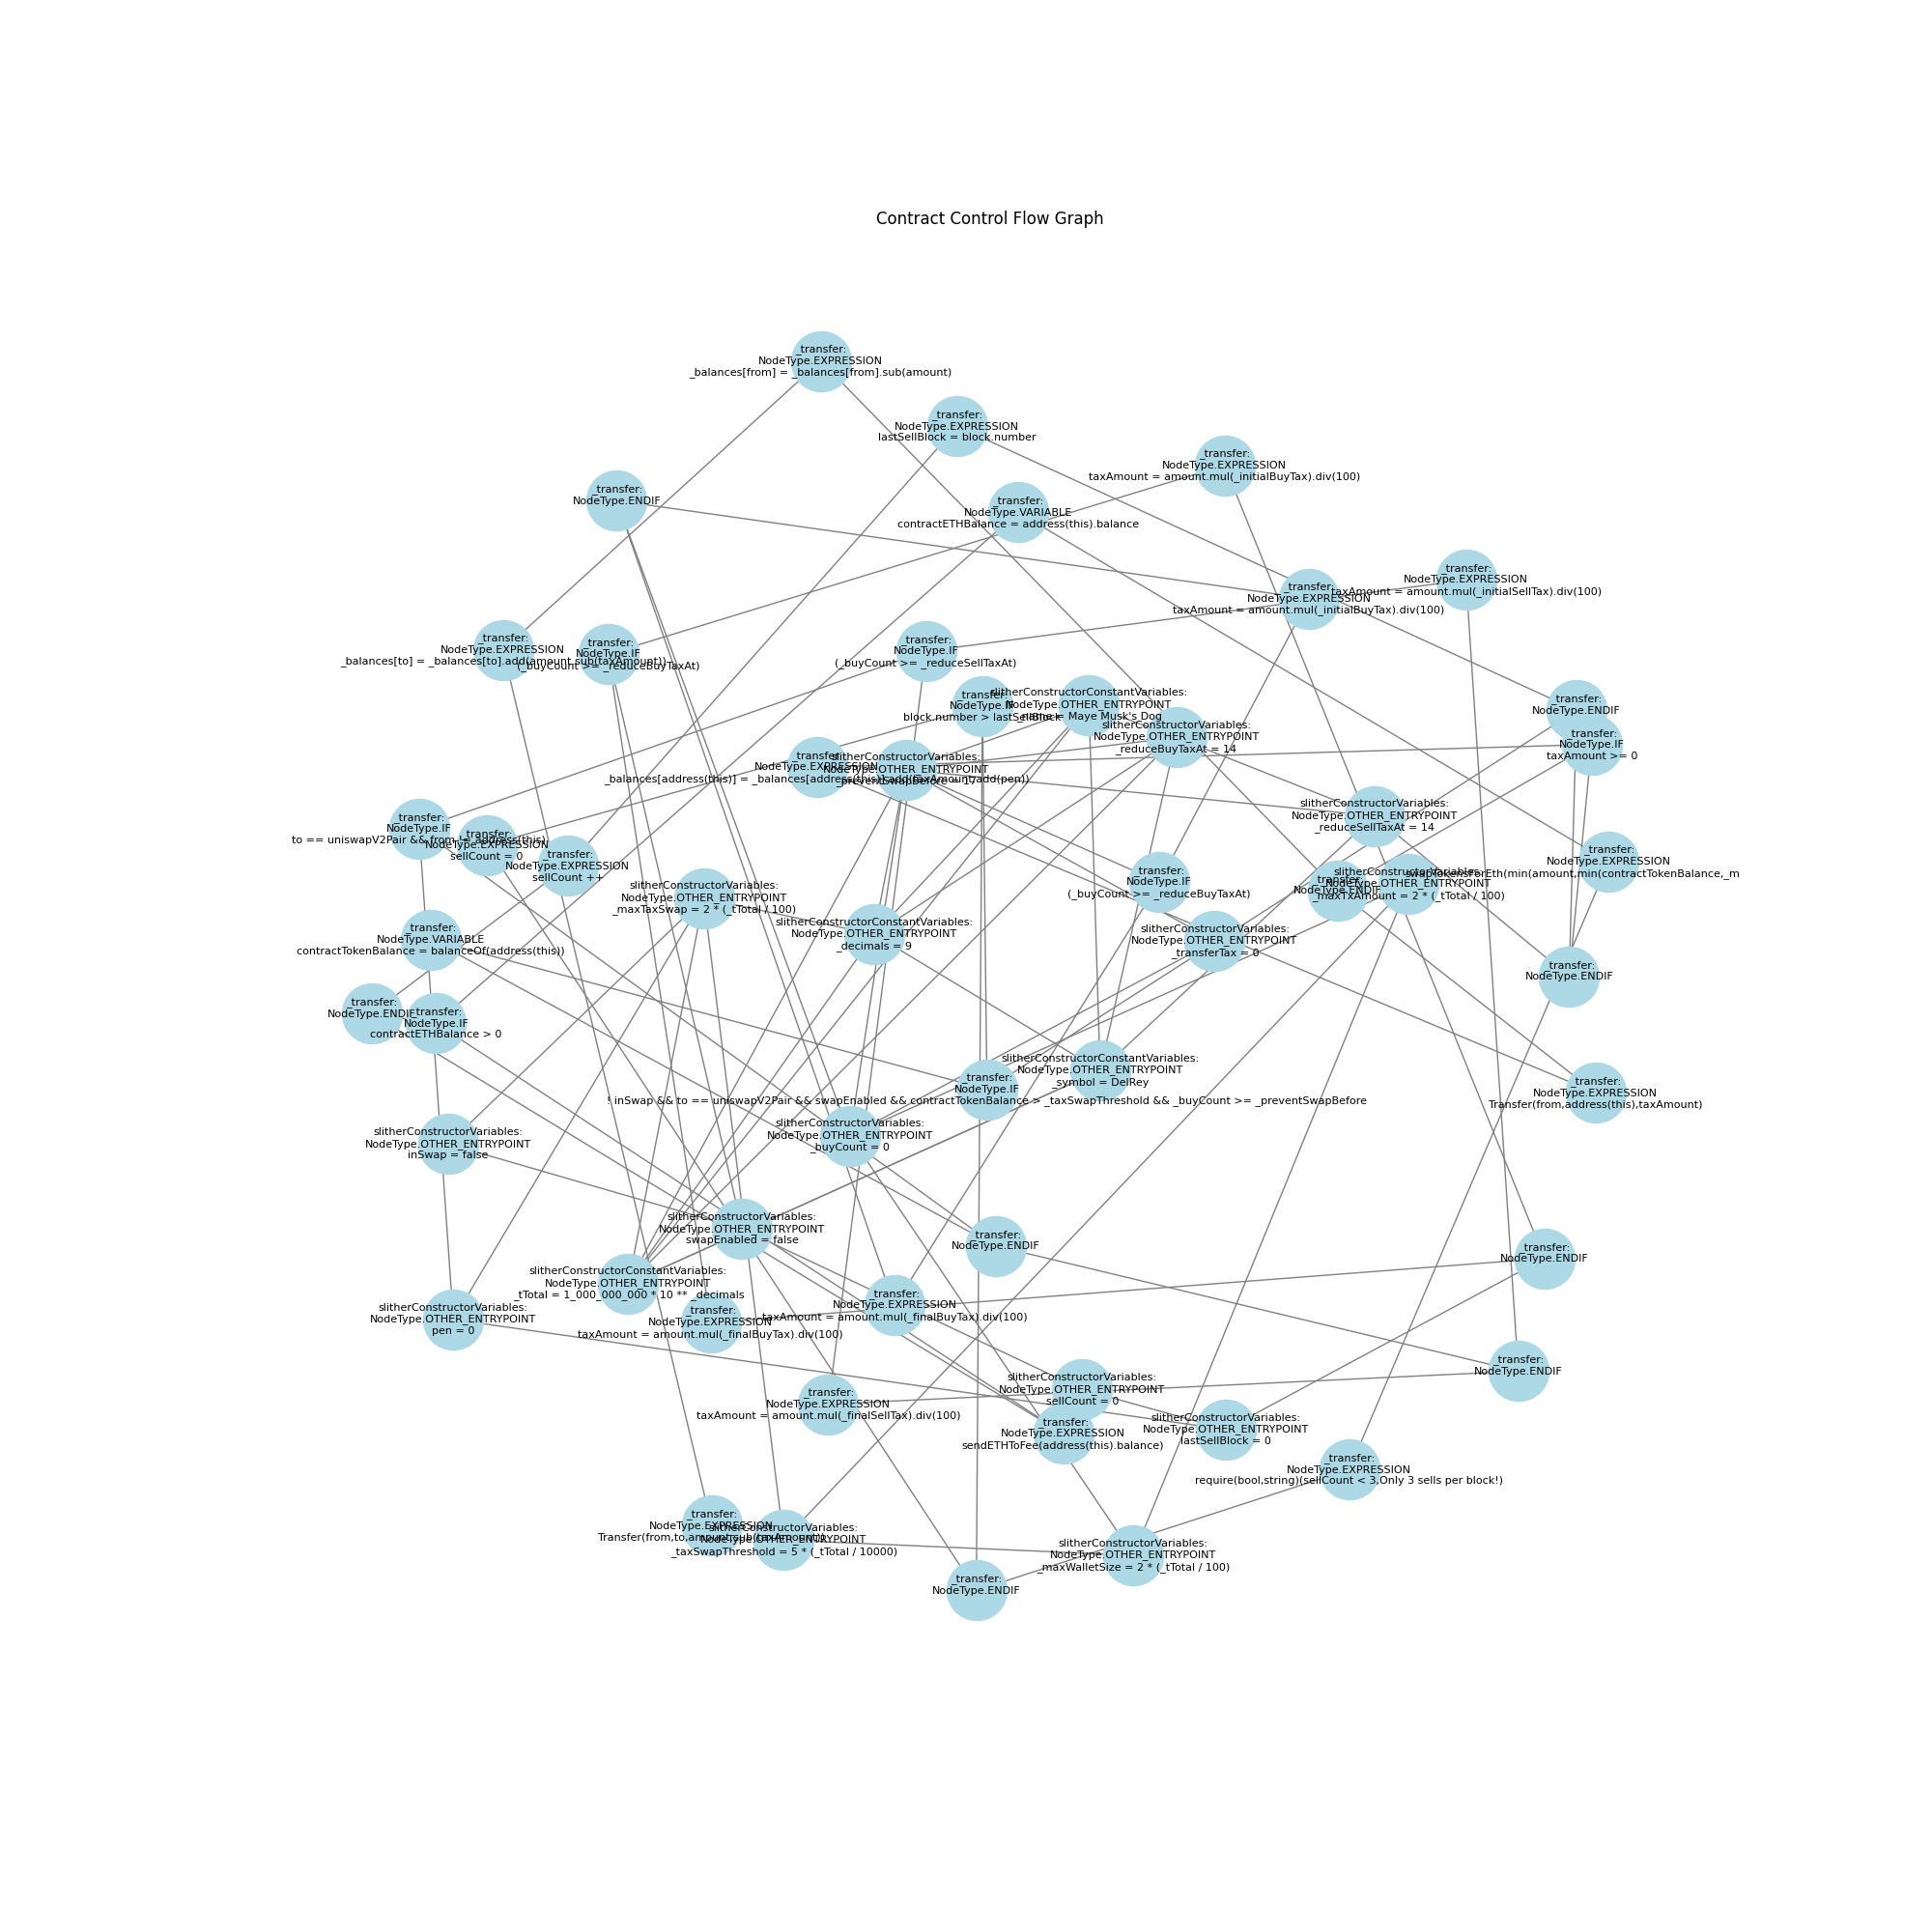 Contract Control Flow Graph
_transfer:
NodeType.EXPRESSION
_balances[from] = _balances[from].sub(amount)
_transfer:
NodeType.EXPRESSION
lastSellBlock = block.number
_transfer:
NodeType.EXPRESSION
taxAmount = amount.mul(_initialBuyTax).div(100)
_transfer:
NodeType.ENDIF
_transfer:
NodeType.VARIABLE
contractETHBalance = address(this).balance
_transfer:
NodeType.EXPRESSION
taxAmount = amount.mul(_initialSellTax).div(100)
_transfer:
NodeType.EXPRESSION
taxAmount = amount.mul(_initialBuyTax).div(100)
_transfer:
NodeType.EXPRESSION
_balances[to] = _balances[to].add(amount.sub(taxAmount))
_transfer:
NodeType.IF
(_buyCount >= _reduceBuyTaxAt)
_transfer:
NodeType.IF
(_buyCount >= _reduceSellTaxAt)
_transfer:
NodeType.IF
block.number > lastSellBlock
slitherConstructorConstantVariables:
NodeType.OTHER_ENTRYPOINT
_name = Maye Musk's Dog
_transfer:
NodeType.ENDIF
slitherConstructorVariables:
NodeType.OTHER_ENTRYPOINT
_reduceBuyTaxAt = 14
_transfer:
NodeType.IF
taxAmount >= 0
_transfer:
NodeType.EXPRESSION
_balances[address(this)] = _balances[address(this)].add(taxAmount.add(pen))
slitherConstructorVariables:
NodeType.OTHER_ENTRYPOINT
_preventSwapBefore = 17
slitherConstructorVariables:
NodeType.OTHER_ENTRYPOINT
_reduceSellTaxAt = 14
_transfer:
NodeType.IF
to == uniswapV2Pair && from != address(this)
_transfer:
NodeType.EXPRESSION
sellCount = 0
_transfer:
NodeType.EXPRESSION
sellCount ++
_transfer:
NodeType.EXPRESSION
swapTokensForEth(min(amount,min(contractTokenBalance,_m
_transfer:
NodeType.IF
(_buyCount >= _reduceBuyTaxAt)
_transfer:
NodeType.ENDIF
slitherConstructorVariables:
NodeType.OTHER_ENTRYPOINT
_maxTxAmount = 2 * (_tTotal / 100)
slitherConstructorVariables:
NodeType.OTHER_ENTRYPOINT
_maxTaxSwap = 2 * (_tTotal / 100)
slitherConstructorConstantVariables:
NodeType.OTHER_ENTRYPOINT
_decimals = 9
_transfer:
NodeType.VARIABLE
contractTokenBalance = balanceOf(address(this))
slitherConstructorVariables:
NodeType.OTHER_ENTRYPOINT
_transferTax = 0
_transfer:
NodeType.ENDIF
_transfer:
NodeType.ENDIF
_transfer:
NodeType.IF
contractETHBalance > 0
slitherConstructorConstantVariables:
NodeType.OTHER_ENTRYPOINT
_symbol = DelRey
_transfer:
NodeType.IF
! inSwap && to == uniswapV2Pair && swapEnabled && contractTokenBalance > _taxSwapThreshold && _buyCount >= _preventSwapBefore
_transfer:
NodeType.EXPRESSION
Transfer(from,address(this),taxAmount)
slitherConstructorVariables:
NodeType.OTHER_ENTRYPOINT
_buyCount = 0
slitherConstructorVariables:
NodeType.OTHER_ENTRYPOINT
inSwap = false
slitherConstructorVariables:
NodeType.OTHER_ENTRYPOINT
swapEnabled = false
_transfer:
NodeType.ENDIF
_transfer:
NodeType.ENDIF
slitherConstructorConstantVariables:
NodeType.OTHER_ENTRYPOINT
_tTotal = 1_000_000_000 * 10 ** _decimals
_transfer:
NodeType.EXPRESSION
taxAmount = amount.mul(_finalBuyTax).div(100)
slitherConstructorVariables:
NodeType.OTHER_ENTRYPOINT
pen = 0
_transfer:
NodeType.EXPRESSION
taxAmount = amount.mul(_finalBuyTax).div(100)
_transfer:
NodeType.ENDIF
slitherConstructorVariables:
NodeType.OTHER_ENTRYPOINT
sellCount = 0
_transfer:
NodeType.EXPRESSION
taxAmount = amount.mul(_finalSellTax).div(100)
_transfer:
NodeType.EXPRESSION
sendETHToFee(address(this).balance)
slitherConstructorVariables:
NodeType.OTHER_ENTRYPOINT
lastSellBlock = 0
_transfer:
NodeType.EXPRESSION
require(bool,string)(sellCount < 3,Only 3 sells per block!)
_transfer:
NodeType.EXPRESSION
Transfer(from,to,amount.sub(taxAmount))
slitherConstructorVariables:
NodeType.OTHER_ENTRYPOINT
_taxSwapThreshold = 5 * (_tTotal / 10000)
slitherConstructorVariables:
NodeType.OTHER_ENTRYPOINT
_maxWalletSize = 2 * (_tTotal / 100)
_transfer:
NodeType.ENDIF